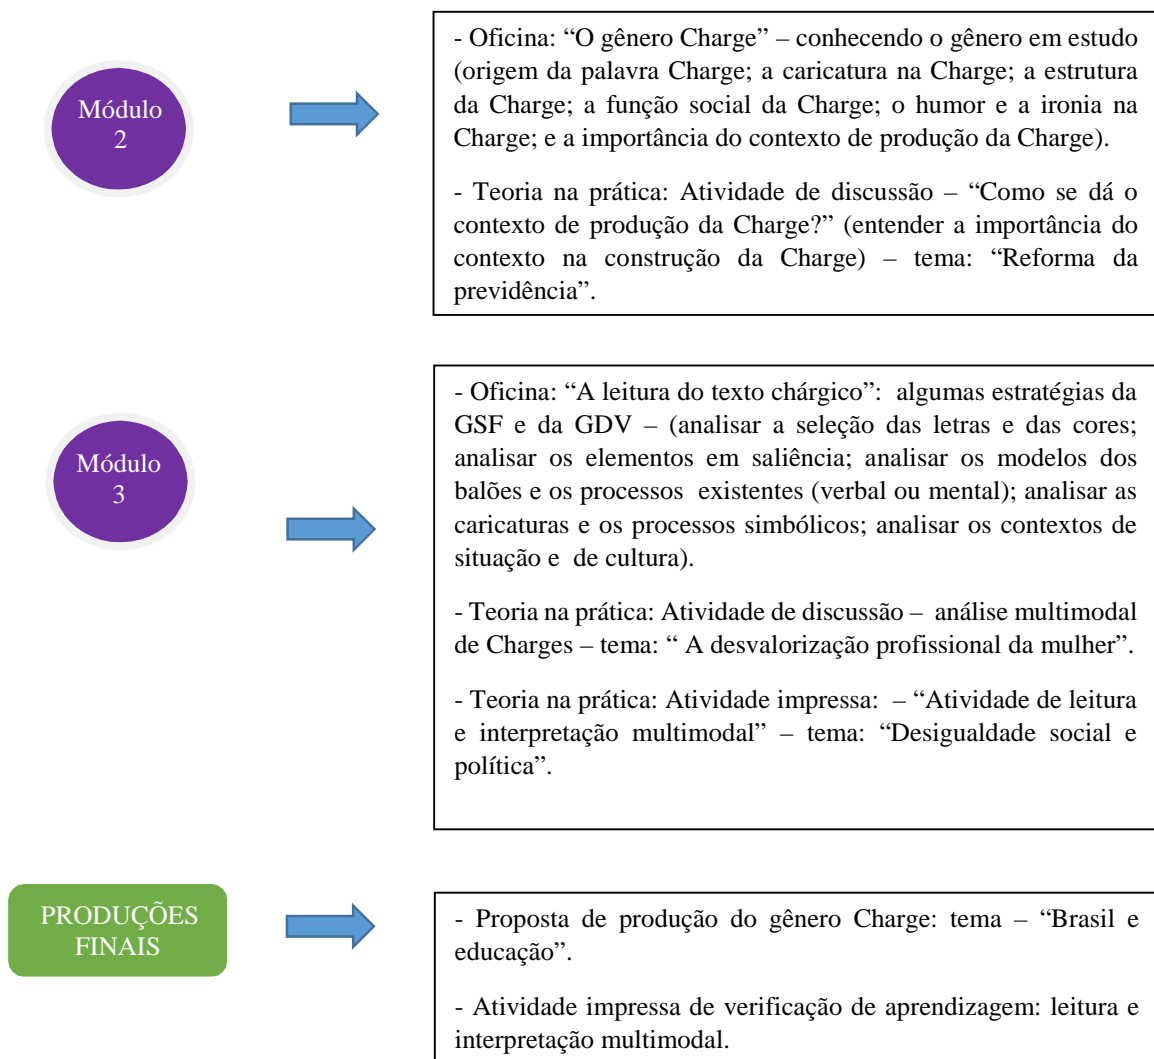 Módulo
2
- Oficina: “O gênero Charge” – conhecendo o gênero em estudo
(origem da palavra Charge; a caricatura na Charge; a estrutura
da Charge; a função social da Charge; o humor e a ironia na
Charge; e a importância do contexto de produção da Charge).
- Teoria na prática: Atividade de discussão – “Como se dá o
contexto de produção da Charge?” (entender a importância do
contexto na construção da Charge) – tema: “Reforma da
previdência”.
Módulo
3
- Oficina: “A leitura do texto chárgico”: algumas estratégias da
GSF e da GDV – (analisar a seleção das letras e das cores;
analisar os elementos em saliência; analisar os modelos dos
balões e os processos existentes (verbal ou mental); analisar as
caricaturas e os processos simbólicos; analisar os contextos de
situação e de cultura).
- Teoria na prática: Atividade de discussão – análise multimodal
de Charges – tema: “ A desvalorização profissional da mulher”.
- Teoria na prática: Atividade impressa: – “Atividade de leitura
e interpretação multimodal” – tema: “Desigualdade social e
política”.
PRODUÇÕES
FINAIS
- Proposta de produção do gênero Charge: tema – “Brasil e
educação”.
- Atividade impressa de verificação de aprendizagem: leitura e
interpretação multimodal.